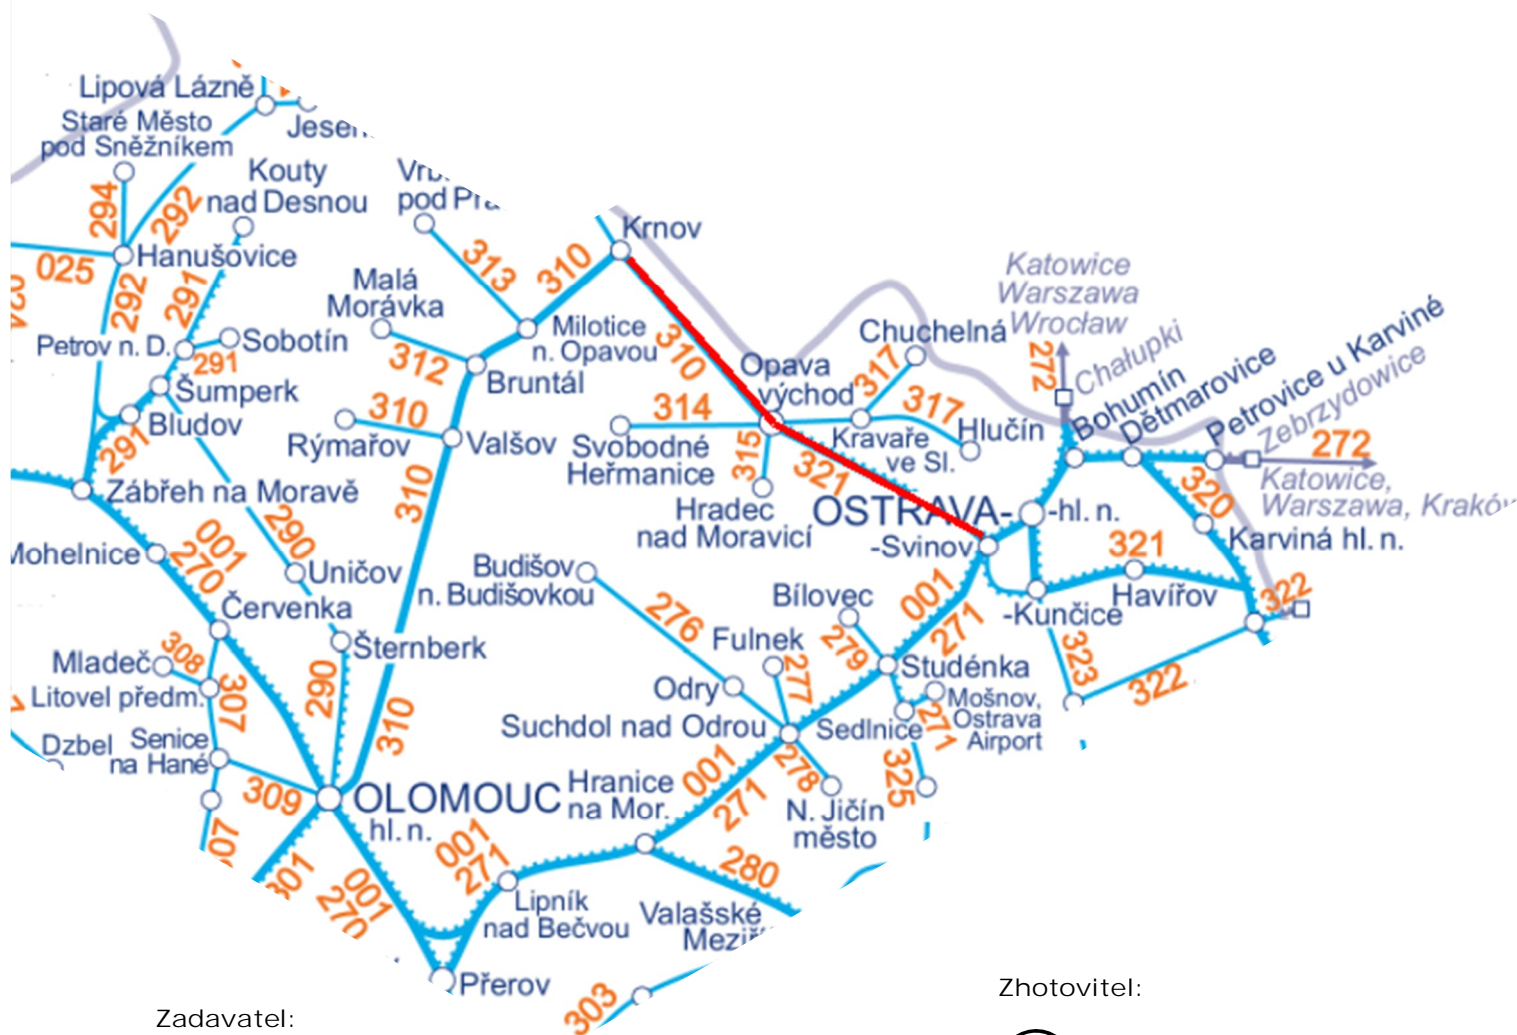 Lipová Lázně
Staré Město
pod Sněžníkem
Kouty
nad Desnou
294
292
Hanušovice
025
292
291
Petrov n. D.
Sobotín
291
Šumperk
Bludov
291
Zábřeh na Moravě
pod
313
310
Krnov
Malá
Morávka
312
Milotice
n. Opavou
Bruntál
310
Rýmařov
Valšov
310
310
Opava
východ
314
Svobodné
Heřmanice
315
Hradec
nad Moravicí
Chuchelná
317
317
Hlučín
Kravaře
ve Sl.
321
Katowice
Warszawa
Wrocław
272
Chałupki
Bohumín
Dětmarovice
Petrovice u Karviné
Zebrzydowice
272
Katowice,
Warszawa, Kraków
320
Karviná hl. n.
OSTRAVA-
-hl. n.
-Svinov
321
Havířov
-Kunčice
322
323
322
001
270
290
Mohelnice
Uničov
Červenka
Šternberk
308
Mladeč
Litovel předm.
307
290
310
Dzbel
Senice
na Hané
309
OLOMOUC
hl. n.
Budišov
n. Budišovkou
276
Bílovec
001
271
279
Fulnek
277
Studénka
Odry
Mošnov,
Ostrava
Airport
Suchdol nad Odrou
Sedlnice
271
325
278
N. Jičín
město
Hranice
na Mor.
001
271
280
001
271
001
270
Lipník
nad Bečvou
Valašské
Přerov
303
Zhotovitel:
Zadavatel: